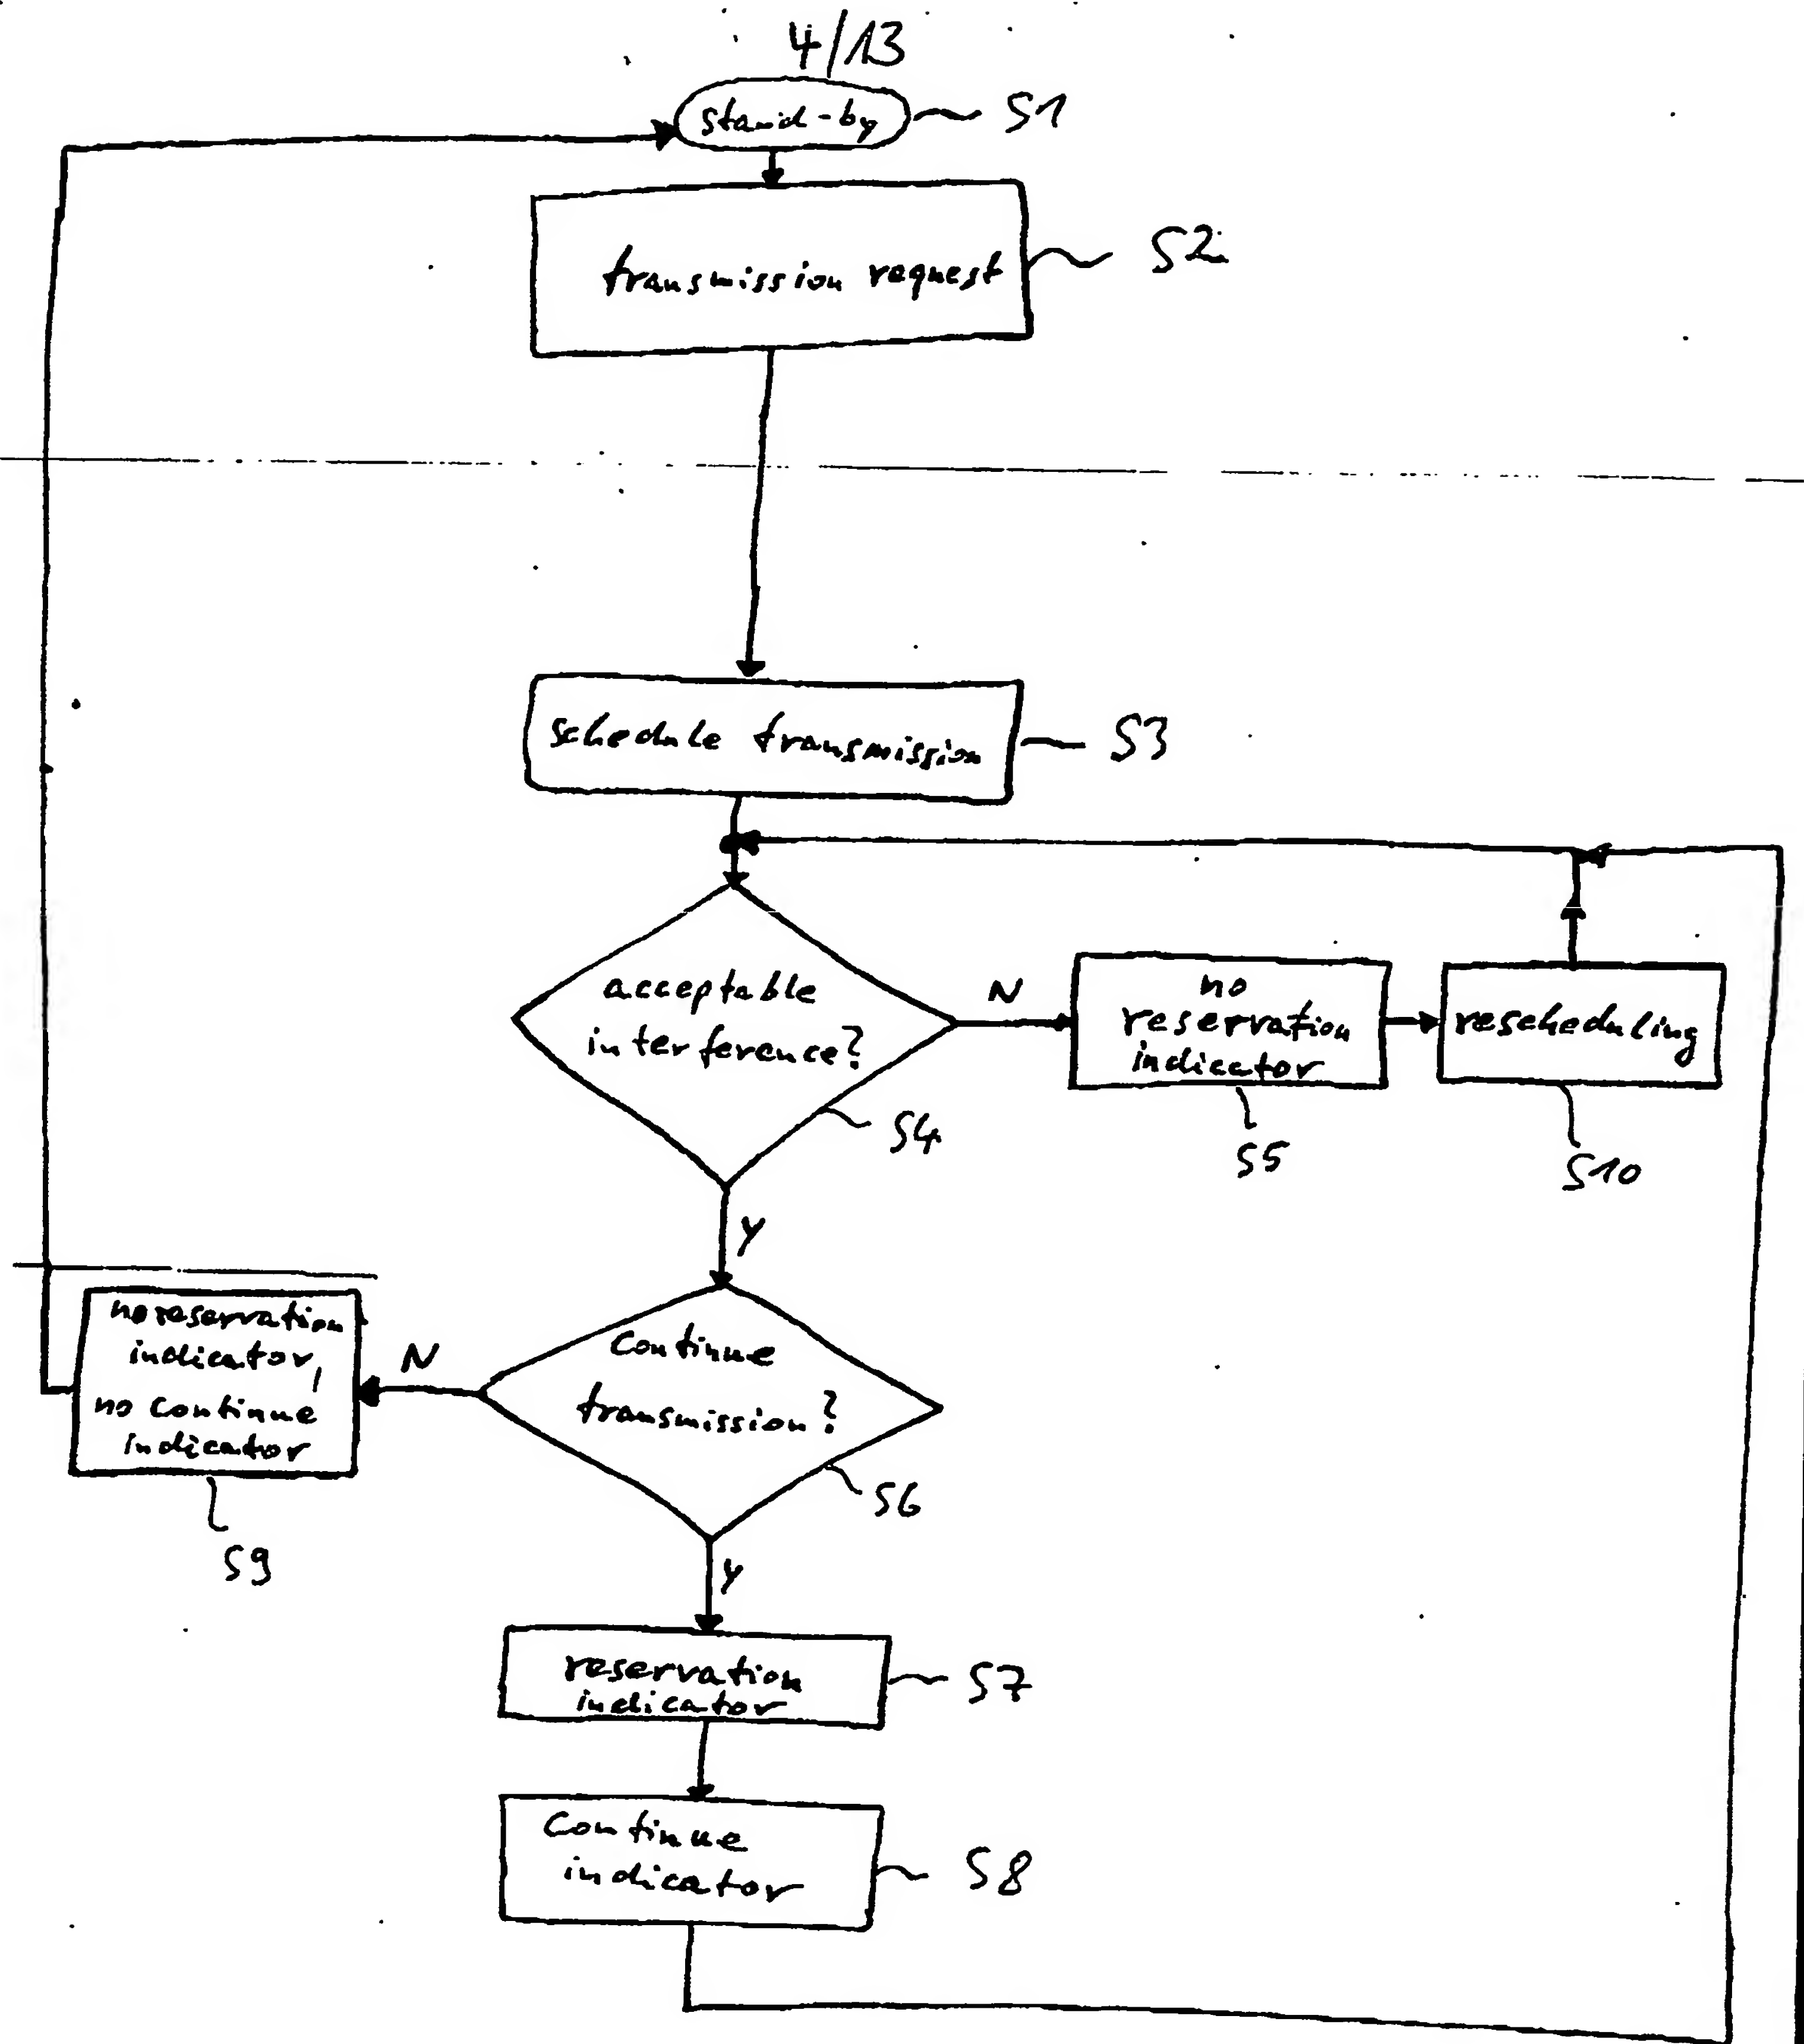 4/13
stand-by
S1
transmission request
S2
schedule transmission
S3
acceptable
interference?
S4
N
no
reservation
indicator
S5
rescheduling
S10
Y
continue
transmission?
S6
N
no reservation
indicator,
no continue
indicator
S9
Y
reservation
indicator
S7
Continue
indicator
S8